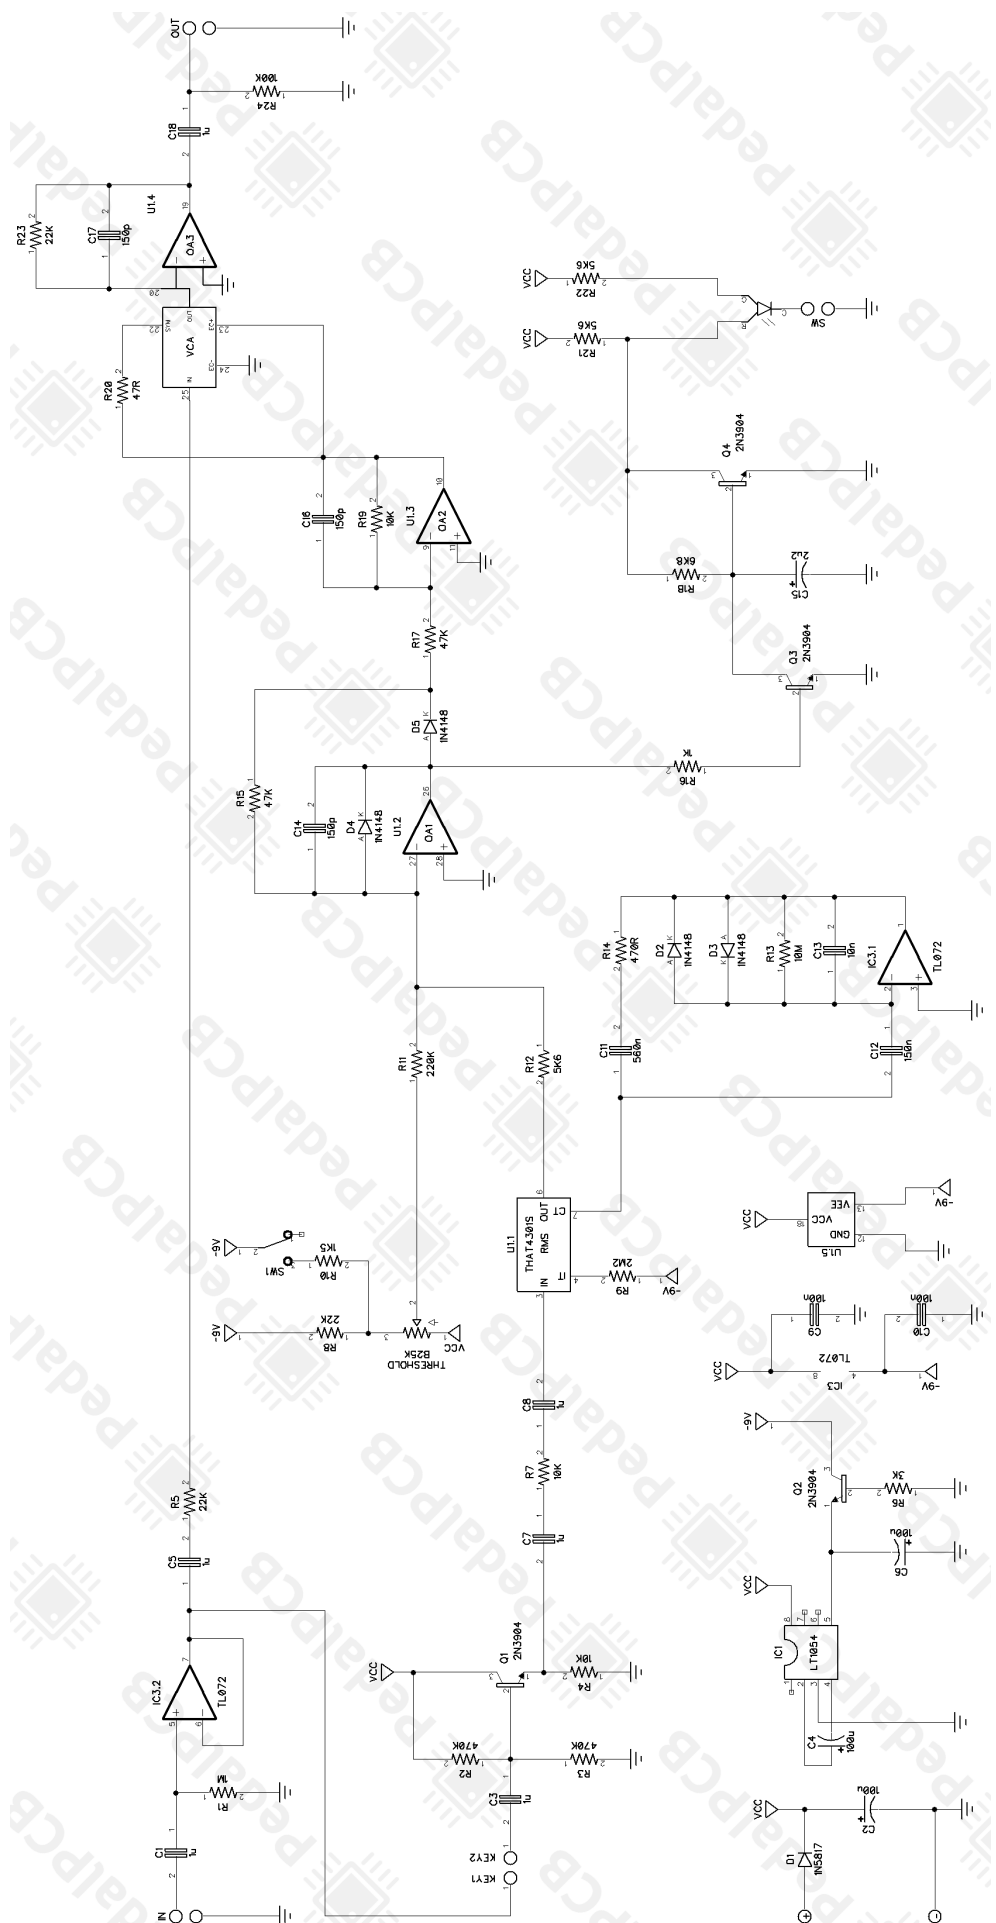 IN
C1
1u
R1
1M
IC3.2
TL072
C5
1u
R5
22K
R20
47R
VCA
IN
SYM
OUT
EC+
EC-
R23
22K
C17
150p
U1.4
OA3
C18
1u
R24
100K
OUT
-9V
-9V
SW1
R10
1K5
R8
22K
THRESHOLD
B25K
VCC
R11
220K
R15
47K
C14
150p
D4
1N4148
U1.2
OA1
D5
1N4148
R17
47K
C16
150p
R19
10K
U1.3
OA2
KEY1
KEY2
C3
1u
R2
470K
R3
470K
VCC
Q1
2N3904
R4
10K
C7
1u
R7
10K
C8
1u
U1.1
THAT4301S
RMS
IN
OUT
IT
CT
R9
2M2
-9V
R12
5K6
C11
560n
R14
470R
D2
1N4148
D3
1N4148
R13
10M
C13
10n
C12
150n
IC3.1
TL072
R16
1K
Q3
2N3904
R18
6K8
C15
2u2
Q4
2N3904
VCC
R21
5K6
VCC
R22
5K6
SW
D1
1N5817
VCC
C2
100u
C4
100u
IC1
LT1054
VCC
C6
100u
Q2
2N3904
R6
3K
-9V
VCC
IC3
TL072
C9
100n
C10
100n
-9V
VCC
U1.5
VCC
GND
VEE
-9V
PedalPCB